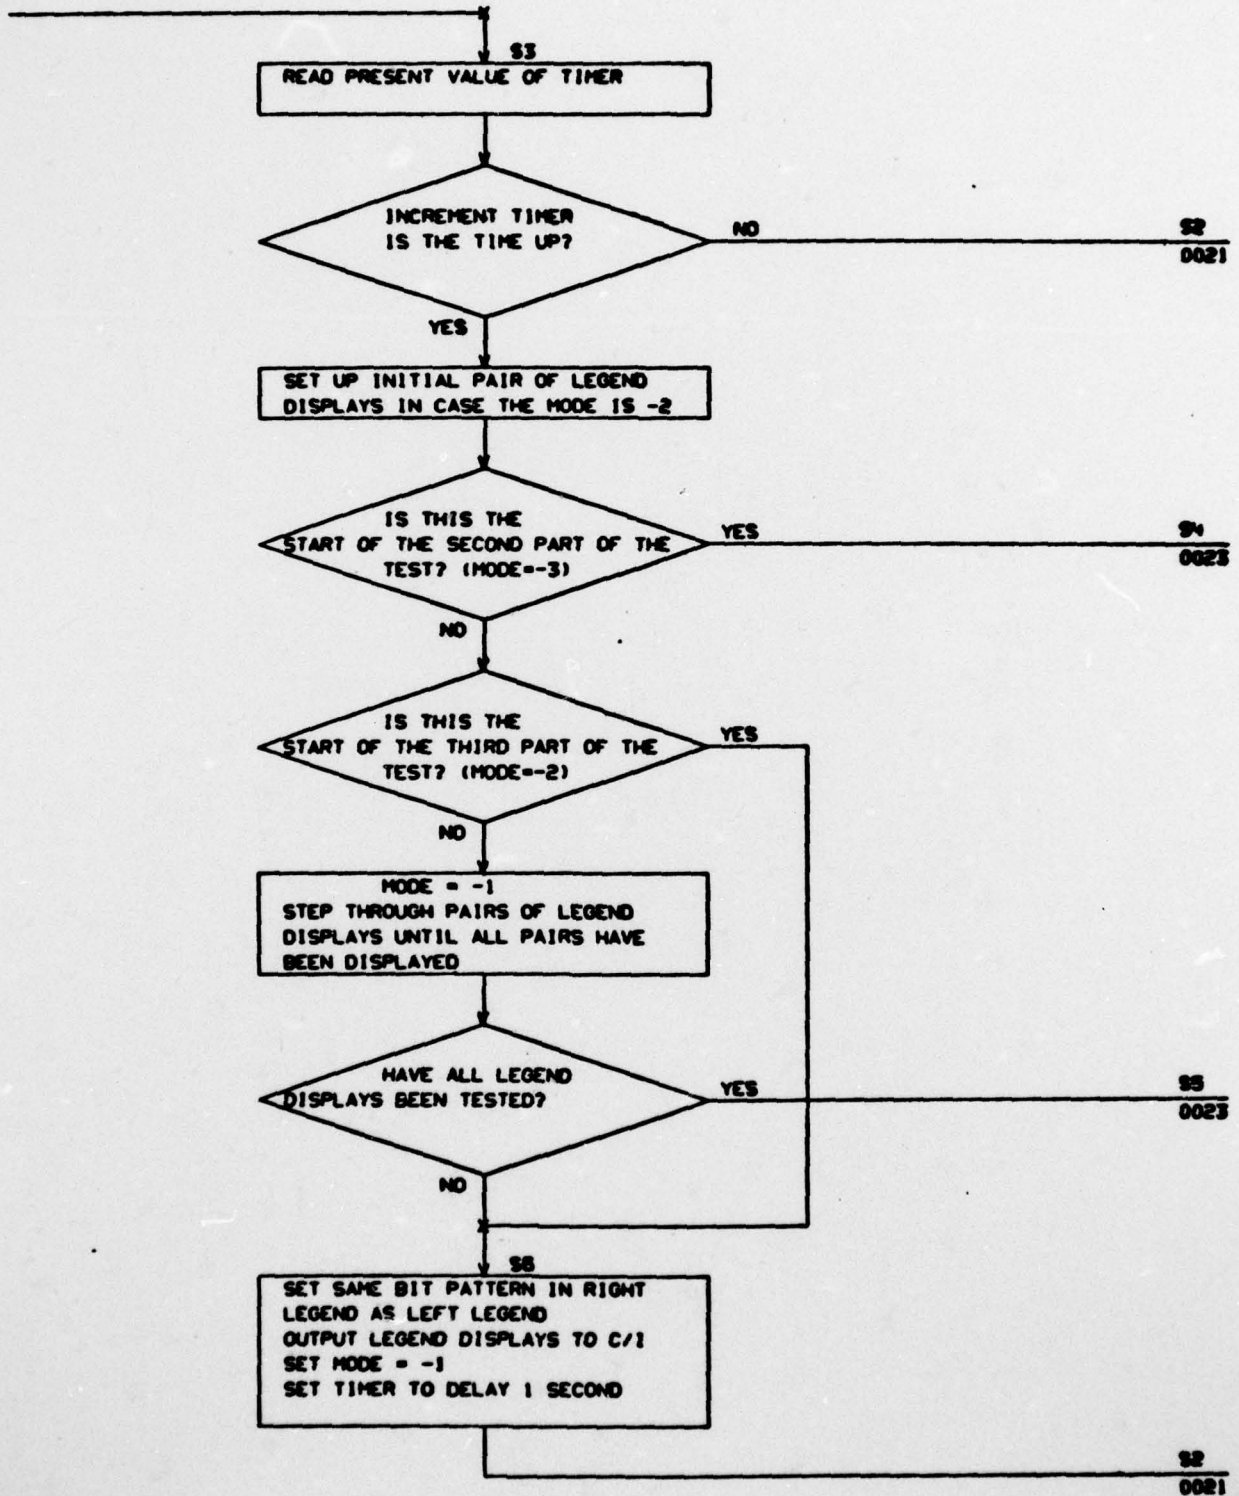 S3
READ PRESENT VALUE OF TIMER
INCREMENT TIMER
IS THE TIME UP?
NO
S2
0021
YES
SET UP INITIAL PAIR OF LEGEND
DISPLAYS IN CASE THE MODE IS -2
IS THIS THE
START OF THE SECOND PART OF THE
TEST? (MODE=-3)
YES
S4
0023
NO
IS THIS THE
START OF THE THIRD PART OF THE
TEST? (MODE=-2)
YES
NO
MODE = -1
STEP THROUGH PAIRS OF LEGEND
DISPLAYS UNTIL ALL PAIRS HAVE
BEEN DISPLAYED
HAVE ALL LEGEND
DISPLAYS BEEN TESTED?
YES
S5
0023
NO
S6
SET SAME BIT PATTERN IN RIGHT
LEGEND AS LEFT LEGEND
OUTPUT LEGEND DISPLAYS TO C/I
SET MODE = -1
SET TIMER TO DELAY 1 SECOND
S2
0021